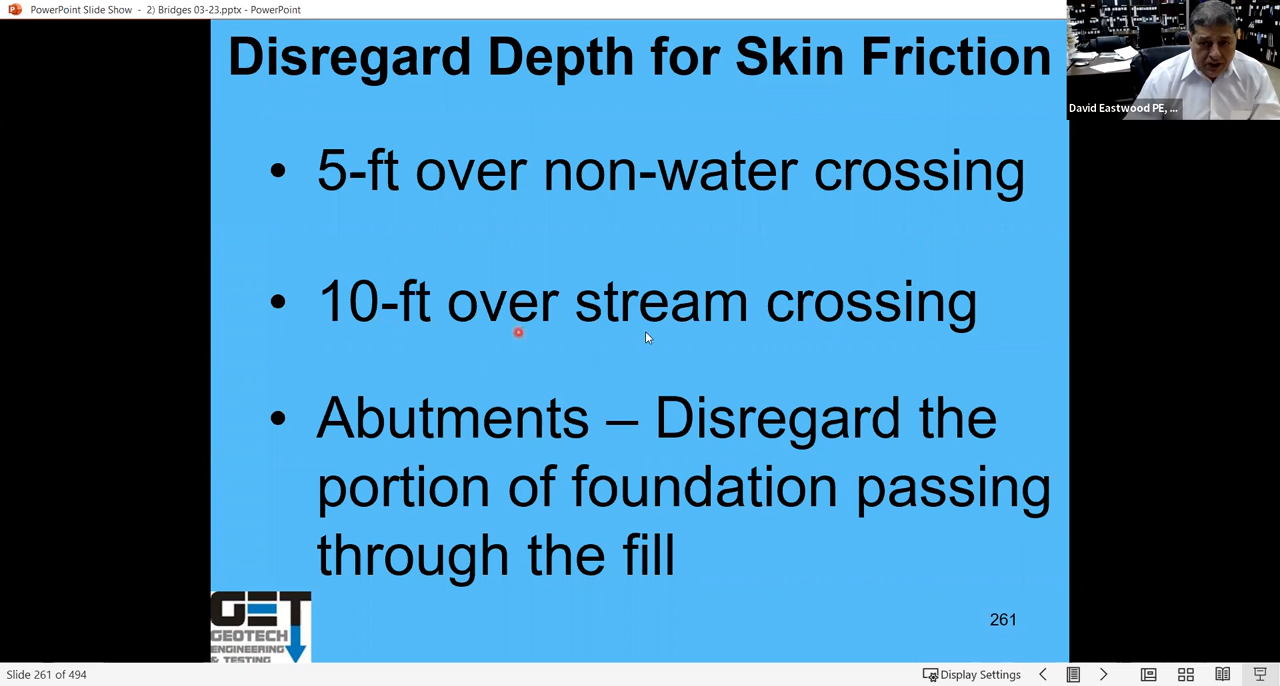 PowerPoint Slide Show - 2) Bridges 03-23.pptx - PowerPoint
Disregard Depth for Skin Friction
David Eastwood PE, ...
• 5-ft over non-water crossing
• 10-ft over stream crossing
• Abutments – Disregard the
portion of foundation passing
through the fill
GET
GEOTECH
ENGINEERING
& TESTING
261
Slide 261 of 494
Display Settings